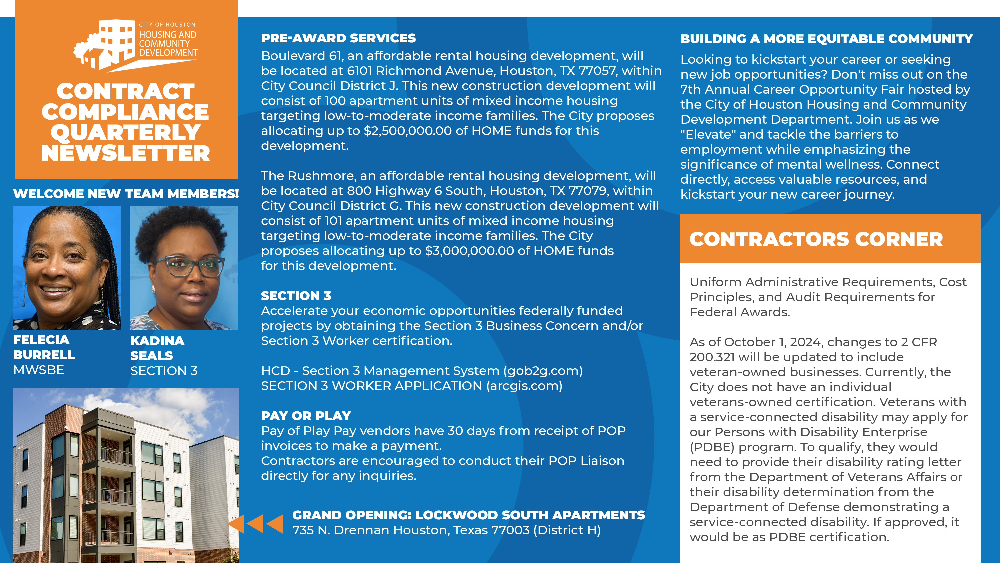 CITY OF HOUSTON
HOUSING AND
COMMUNITY
DEVELOPMENT
CONTRACT
COMPLIANCE
QUARTERLY
NEWSLETTER
WELCOME NEW TEAM MEMBERS!
FELECIA
BURRELL
MWSBE
KADINA
SEALS
SECTION 3
PRE-AWARD SERVICES
Boulevard 61, an affordable rental housing development, will
be located at 6101 Richmond Avenue, Houston, TX 77057, within
City Council District J. This new construction development will
consist of 100 apartment units of mixed income housing
targeting low-to-moderate income families. The City proposes
allocating up to $2,500,000.00 of HOME funds for this
development.
The Rushmore, an affordable rental housing development, will
be located at 800 Highway 6 South, Houston, TX 77079, within
City Council District G. This new construction development will
consist of 101 apartment units of mixed income housing
targeting low-to-moderate income families. The City
proposes allocating up to $3,000,000.00 of HOME funds
for this development.
SECTION 3
Accelerate your economic opportunities federally funded
projects by obtaining the Section 3 Business Concern and/or
Section 3 Worker certification.
HCD - Section 3 Management System (gob2g.com)
SECTION 3 WORKER APPLICATION (arcgis.com)
PAY OR PLAY
Pay of Play Pay vendors have 30 days from receipt of POP
invoices to make a payment.
Contractors are encouraged to conduct their POP Liaison
directly for any inquiries.
GRAND OPENING: LOCKWOOD SOUTH APARTMENTS
735 N. Drennan Houston, Texas 77003 (District H)
BUILDING A MORE EQUITABLE COMMUNITY
Looking to kickstart your career or seeking
new job opportunities? Don't miss out on the
7th Annual Career Opportunity Fair hosted by
the City of Houston Housing and Community
Development Department. Join us as we
"Elevate" and tackle the barriers to
employment while emphasizing the
significance of mental wellness. Connect
directly, access valuable resources, and
kickstart your new career journey.
CONTRACTORS CORNER
Uniform Administrative Requirements, Cost
Principles, and Audit Requirements for
Federal Awards.
As of October 1, 2024, changes to 2 CFR
200.321 will be updated to include
veteran-owned businesses. Currently, the
City does not have an individual
veterans-owned certification. Veterans with
a service-connected disability may apply for
our Persons with Disability Enterprise
(PDBE) program. To qualify, they would
need to provide their disability rating letter
from the Department of Veterans Affairs or
their disability determination from the
Department of Defense demonstrating a
service-connected disability. If approved, it
would be as PDBE certification.